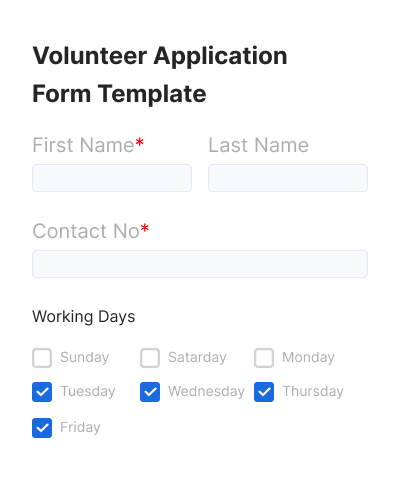 Volunteer Application
Form Template
First Name* Last Name
Contact No*
Working Days
Sunday Satarday Monday
Tuesday Wednesday Thursday
Friday